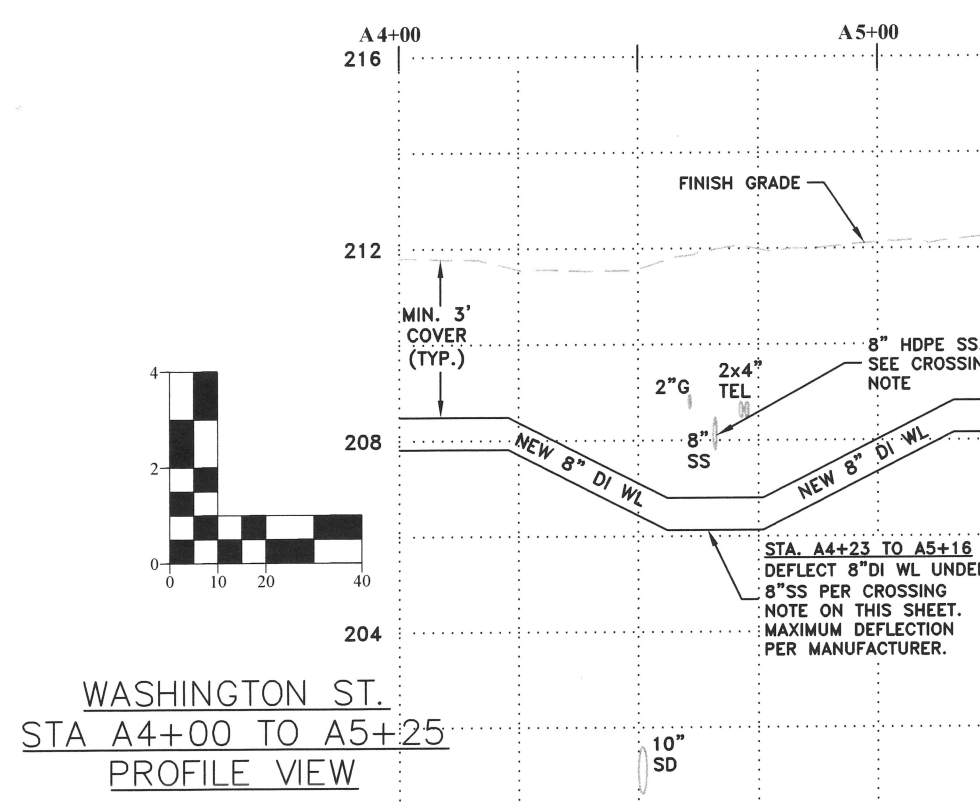 A 4+00
A 5+00
216
FINISH GRADE
212
MIN. 3'
COVER
(TYP.)
8" HDPE SS
SEE CROSSIN
NOTE
2"G
2x4"
TEL
8"
SS
208
NEW 8" DI WL
NEW 8" DI WL
4
2
0
0
10
20
40
STA. A4+23 TO A5+16
DEFLECT 8"DI WL UNDE
8"SS PER CROSSING
NOTE ON THIS SHEET.
MAXIMUM DEFLECTION
PER MANUFACTURER.
204
WASHINGTON ST.
STA A4+00 TO A5+25
PROFILE VIEW
10"
SD